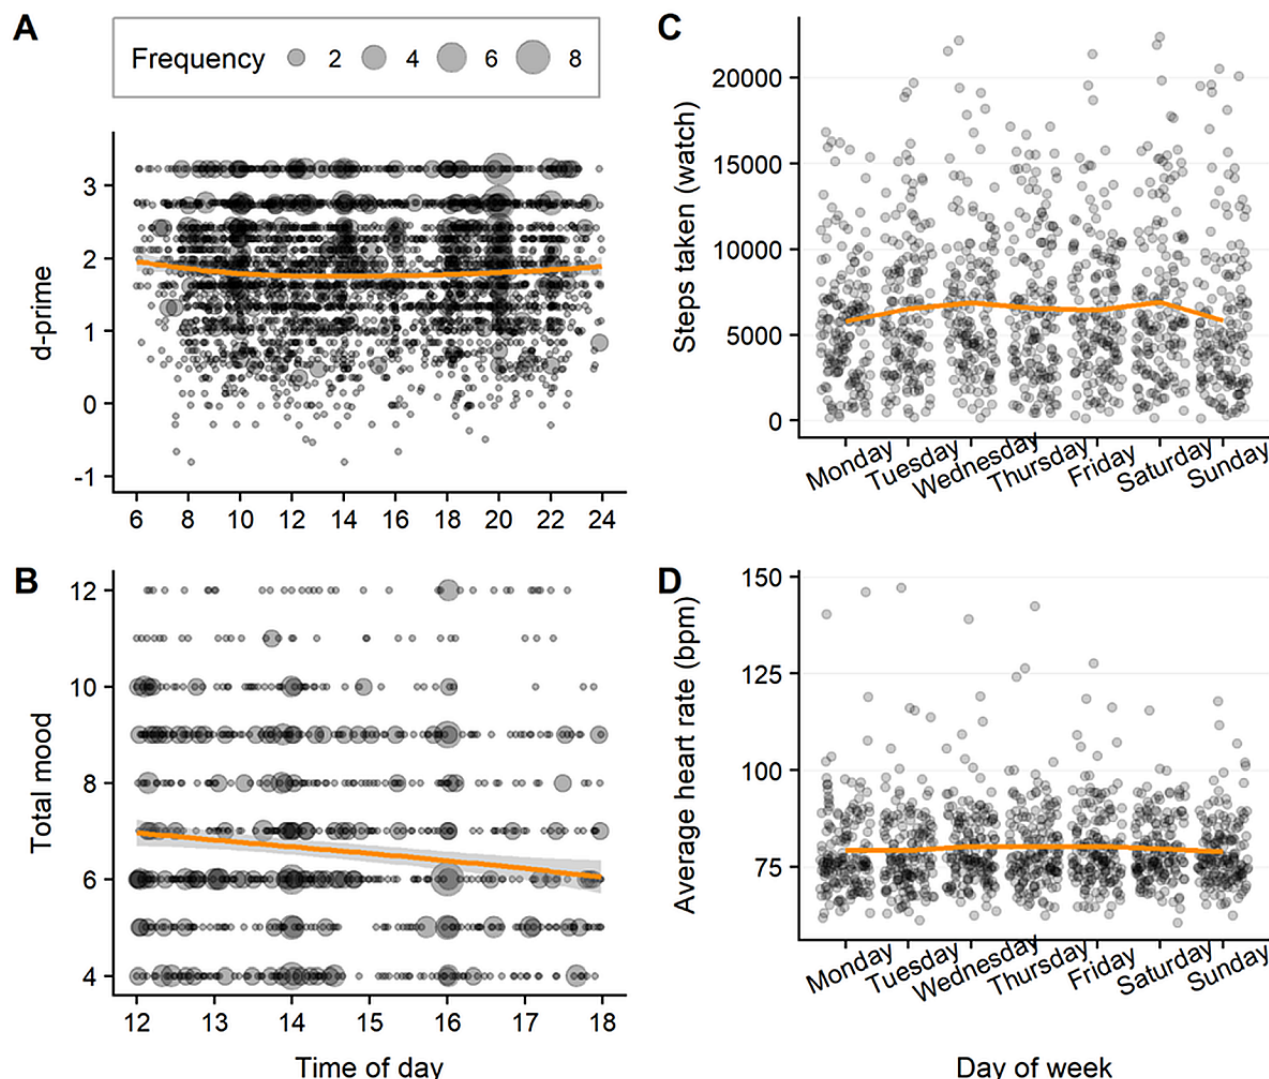 A
Frequency 2 4 6 8
d-prime
3
2
1
0
-1
6 8 10 12 14 16 18 20 22 24
B
Total mood
12
10
8
6
4
12 13 14 15 16 17 18
Time of day
C
Steps taken (watch)
20000
15000
10000
5000
0
Monday Tuesday Wednesday Thursday Friday Saturday Sunday
D
Average heart rate (bpm)
150
125
100
75
Monday Tuesday Wednesday Thursday Friday Saturday Sunday
Day of week